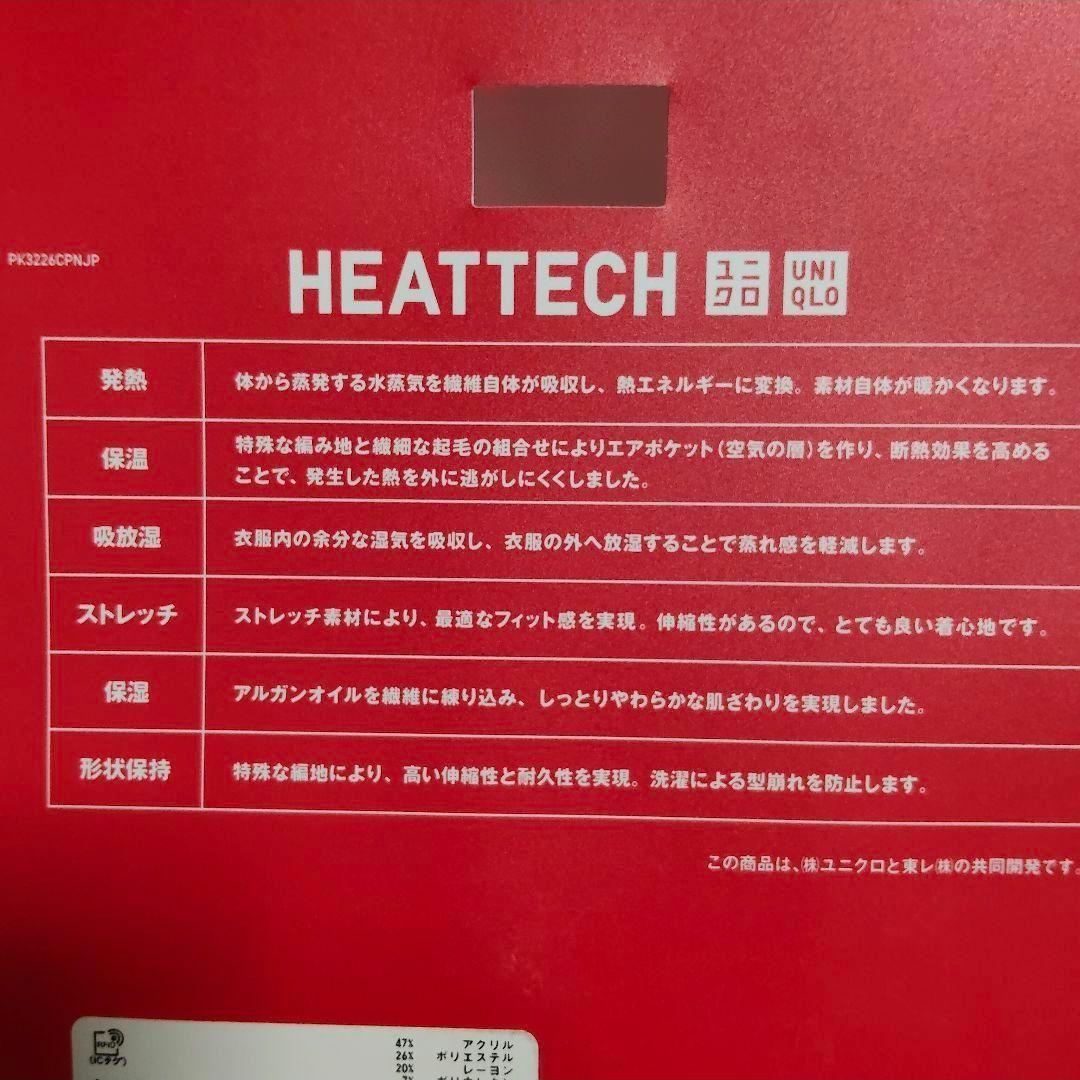 PK3226CPNJP
HEATTECH ユニクロ UNIQLO
発熱 体から蒸発する水蒸気を繊維自体が吸収し、熱エネルギーに変換。素材自体が暖かくなります。
保温 特殊な編み地と繊細な起毛の組合せによりエアポケット(空気の層)を作り、断熱効果を高める
ことで、発生した熱を外に逃がしにくくしました。
吸放湿 衣服内の余分な湿気を吸収し、衣服の外へ放湿することで蒸れ感を軽減します。
ストレッチ ストレッチ素材により、最適なフィット感を実現。伸縮性があるので、とても良い着心地です。
保湿 アルガンオイルを繊維に練り込み、しっとりやわらかな肌ざわりを実現しました。
形状保持 特殊な編地により、高い伸縮性と耐久性を実現。洗濯による型崩れを防止します。
この商品は、㈱ユニクロと東レ㈱の共同開発です。
RFID
(ICタグ)
47% アクリル
26% ポリエステル
20% レーヨン